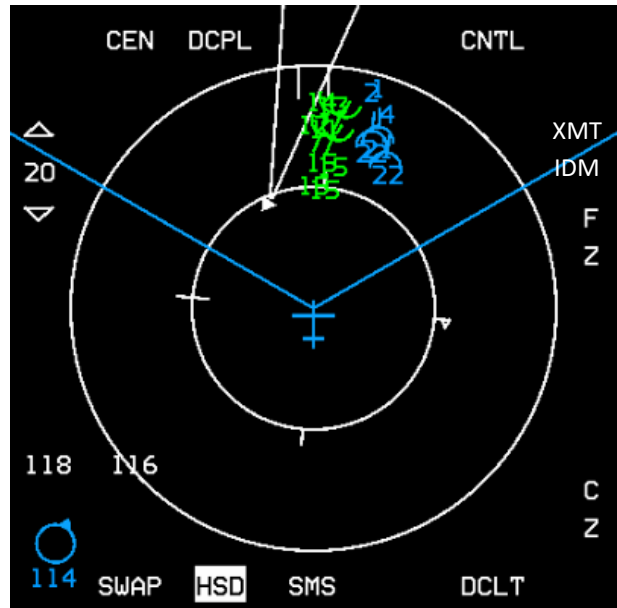 CEN DCPL CNTL
XMT
20
IDM
F
Z
118 116
C
Z
114
SWAP HSD SMS DCLT